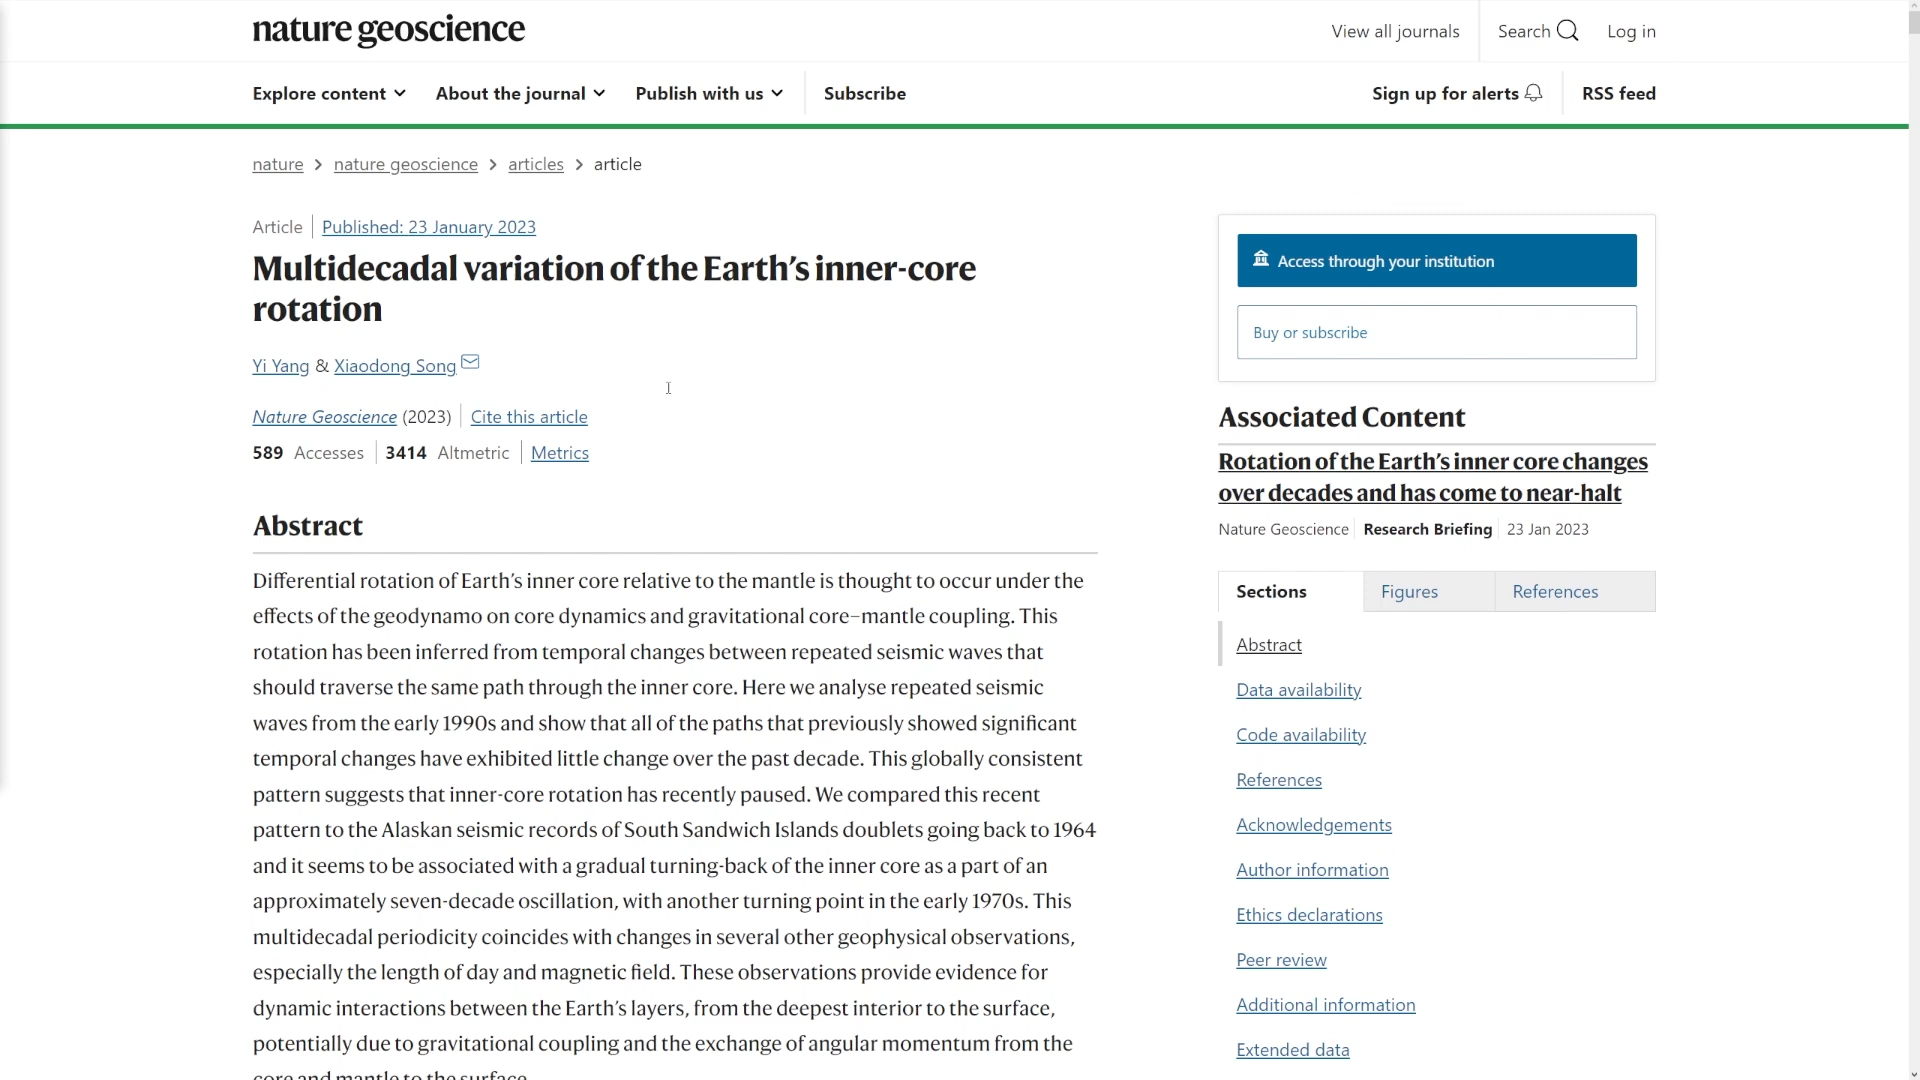 nature geoscience
View all journals
Search
Log in
Explore content
About the journal
Publish with us
Subscribe
Sign up for alerts
RSS feed
nature > nature geoscience > articles > article
Article
Published: 23 January 2023
Multidecadal variation of the Earth's inner-core
rotation
Yi Yang & Xiaodong Song
Nature Geoscience (2023)
Cite this article
589 Accesses
3414 Altmetric
Metrics
Abstract
Differential rotation of Earth's inner core relative to the mantle is thought to occur under the
effects of the geodynamo on core dynamics and gravitational core–mantle coupling. This
rotation has been inferred from temporal changes between repeated seismic waves that
should traverse the same path through the inner core. Here we analyse repeated seismic
waves from the early 1990s and show that all of the paths that previously showed significant
temporal changes have exhibited little change over the past decade. This globally consistent
pattern suggests that inner-core rotation has recently paused. We compared this recent
pattern to the Alaskan seismic records of South Sandwich Islands doublets going back to 1964
and it seems to be associated with a gradual turning-back of the inner core as a part of an
approximately seven-decade oscillation, with another turning point in the early 1970s. This
multidecadal periodicity coincides with changes in several other geophysical observations,
especially the length of day and magnetic field. These observations provide evidence for
dynamic interactions between the Earth's layers, from the deepest interior to the surface,
potentially due to gravitational coupling and the exchange of angular momentum from the
core and mantle to the surface.
Access through your institution
Buy or subscribe
Associated Content
Rotation of the Earth's inner core changes
over decades and has come to near-halt
Nature Geoscience
Research Briefing
23 Jan 2023
Sections
Figures
References
Abstract
Data availability
Code availability
References
Acknowledgements
Author information
Ethics declarations
Peer review
Additional information
Extended data